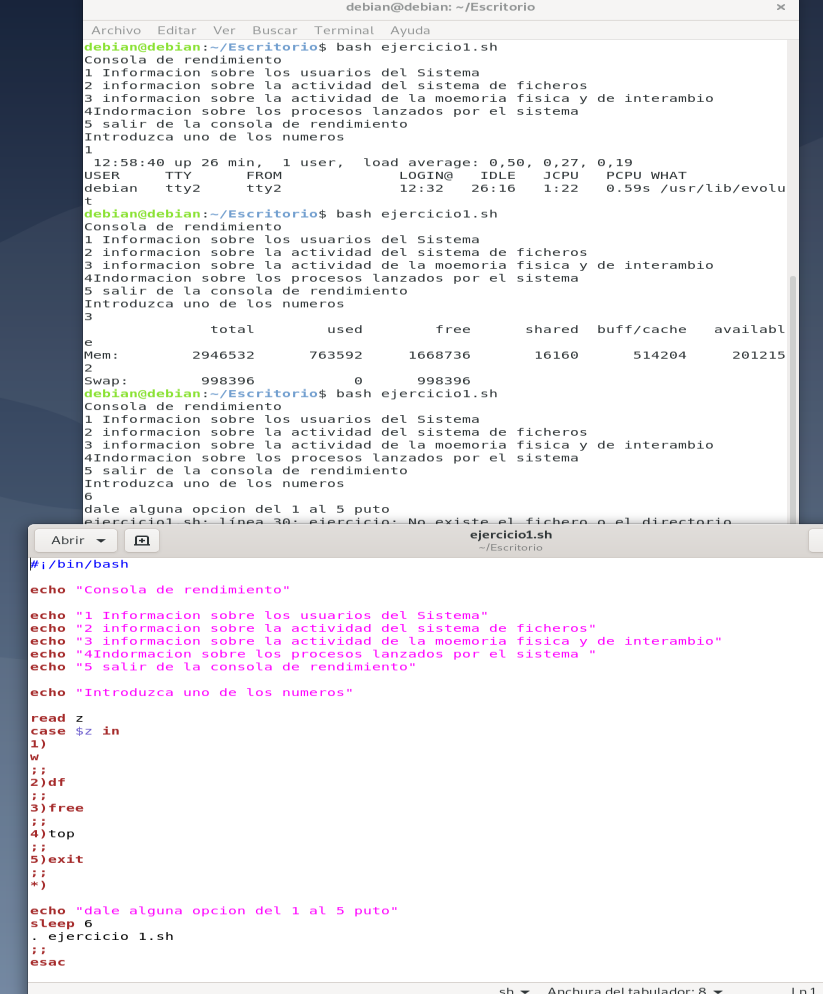 debian@debian: ~/Escritorio ×
Archivo Editar Ver Buscar Terminal Ayuda
debian@debian:~/Escritorio$ bash ejercicio1.sh
Consola de rendimiento
1 Informacion sobre los usuarios del Sistema
2 informacion sobre la actividad del sistema de ficheros
3 informacion sobre la actividad de la moemoria fisica y de interambio
4Indormacion sobre los procesos lanzados por el sistema
5 salir de la consola de rendimiento
Introduzca uno de los numeros
1
12:58:40 up 26 min, 1 user, load average: 0,50, 0,27, 0,19
USER TTY FROM LOGIN@ IDLE JCPU PCPU WHAT
debian tty2 tty2 12:32 26:16 1:22 0.59s /usr/lib/evolu
t
debian@debian:~/Escritorio$ bash ejercicio1.sh
Consola de rendimiento
1 Informacion sobre los usuarios del Sistema
2 informacion sobre la actividad del sistema de ficheros
3 informacion sobre la actividad de la moemoria fisica y de interambio
4Indormacion sobre los procesos lanzados por el sistema
5 salir de la consola de rendimiento
Introduzca uno de los numeros
3
total used free shared buff/cache availabl
e
Mem: 2946532 763592 1668736 16160 514204 201215
2
Swap: 998396 0 998396
debian@debian:~/Escritorio$ bash ejercicio1.sh
Consola de rendimiento
1 Informacion sobre los usuarios del Sistema
2 informacion sobre la actividad del sistema de ficheros
3 informacion sobre la actividad de la moemoria fisica y de interambio
4Indormacion sobre los procesos lanzados por el sistema
5 salir de la consola de rendimiento
Introduzca uno de los numeros
6
dale alguna opcion del 1 al 5 puto
ejercicio1.sh: línea 30: ejercicio: No existe el fichero o el directorio
Abrir
ejercicio1.sh
~/Escritorio
#¡/bin/bash
echo "Consola de rendimiento"
echo "1 Informacion sobre los usuarios del Sistema"
echo "2 informacion sobre la actividad del sistema de ficheros"
echo "3 informacion sobre la actividad de la moemoria fisica y de interambio"
echo "4Indormacion sobre los procesos lanzados por el sistema "
echo "5 salir de la consola de rendimiento"
echo "Introduzca uno de los numeros"
read z
case $z in
1)
w
;;
2)df
;;
3)free
;;
4)top
;;
5)exit
;;
*)
echo "dale alguna opcion del 1 al 5 puto"
sleep 6
. ejercicio 1.sh
;;
esac
sh Anchura del tabulador: 8 Ln 1